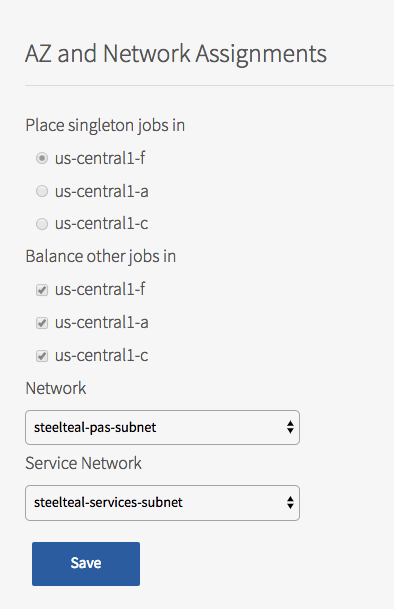 AZ and Network Assignments
Place singleton jobs in
us-central1-f
us-central1-a
us-central1-c
Balance other jobs in
us-central1-f
us-central1-a
us-central1-c
Network
steelteal-pas-subnet
Service Network
steelteal-services-subnet
Save